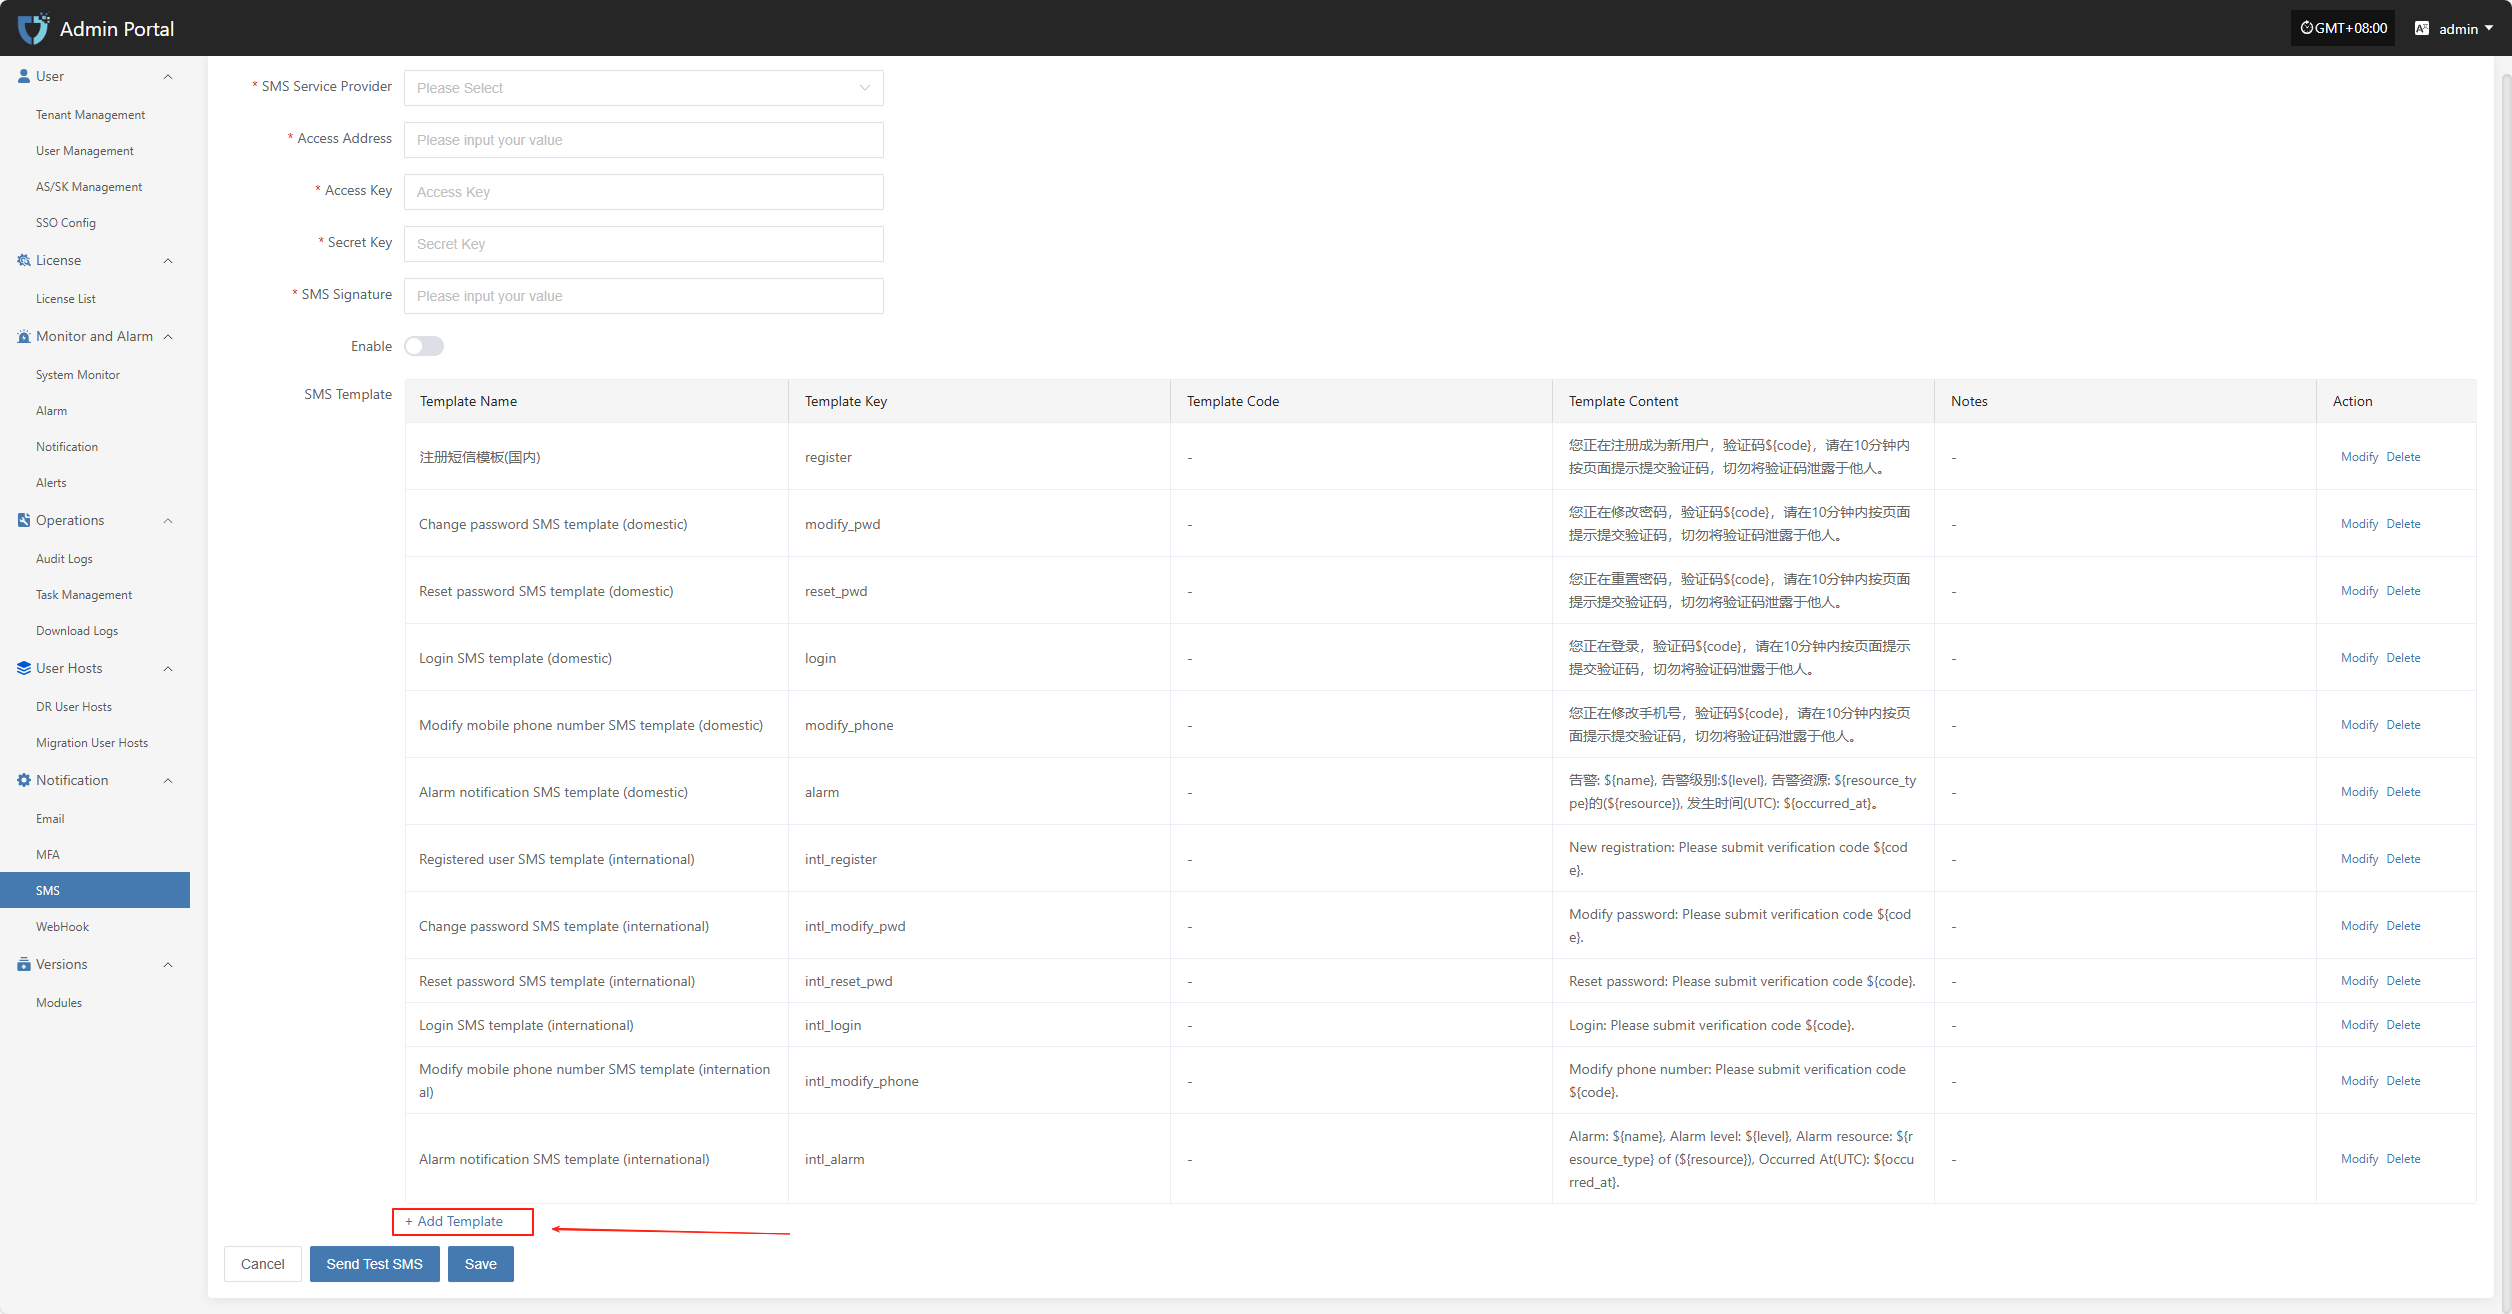 Admin Portal
GMT+08:00
admin
User
Tenant Management
User Management
AS/SK Management
SSO Config
License
License List
Monitor and Alarm
System Monitor
Alarm
Notification
Alerts
Operations
Audit Logs
Task Management
Download Logs
User Hosts
DR User Hosts
Migration User Hosts
Notification
Email
MFA
SMS
WebHook
Versions
Modules
* SMS Service Provider
Please Select
* Access Address
Please input your value
* Access Key
Access Key
* Secret Key
Secret Key
* SMS Signature
Please input your value
Enable
SMS Template
Template Name Template Key Template Code Template Content Notes Action
注册短信模板(国内) register - 您正在注册成为新用户，验证码${code}，请在10分钟内
按页面提示提交验证码，切勿将验证码泄露于他人。 - Modify Delete
Change password SMS template (domestic) modify_pwd - 您正在修改密码，验证码${code}，请在10分钟内按页面
提示提交验证码，切勿将验证码泄露于他人。 - Modify Delete
Reset password SMS template (domestic) reset_pwd - 您正在重置密码，验证码${code}，请在10分钟内按页面
提示提交验证码，切勿将验证码泄露于他人。 - Modify Delete
Login SMS template (domestic) login - 您正在登录，验证码${code}，请在10分钟内按页面提示
提交验证码，切勿将验证码泄露于他人。 - Modify Delete
Modify mobile phone number SMS template (domestic) modify_phone - 您正在修改手机号，验证码${code}，请在10分钟内按页
面提示提交验证码，切勿将验证码泄露于他人。 - Modify Delete
Alarm notification SMS template (domestic) alarm - 告警: ${name}, 告警级别:${level}, 告警资源: ${resource_ty
pe}的(${resource}), 发生时间(UTC): ${occurred_at}。 - Modify Delete
Registered user SMS template (international) intl_register - New registration: Please submit verification code ${cod
e}. - Modify Delete
Change password SMS template (international) intl_modify_pwd - Modify password: Please submit verification code ${cod
e}. - Modify Delete
Reset password SMS template (international) intl_reset_pwd - Reset password: Please submit verification code ${code}. - Modify Delete
Login SMS template (international) intl_login - Login: Please submit verification code ${code}. - Modify Delete
Modify mobile phone number SMS template (internation
al) intl_modify_phone - Modify phone number: Please submit verification code
${code}. - Modify Delete
Alarm notification SMS template (international) intl_alarm - Alarm: ${name}, Alarm level: ${level}, Alarm resource: ${r
esource_type} of (${resource}), Occurred At(UTC): ${occu
rred_at}. - Modify Delete
+ Add Template
Cancel
Send Test SMS
Save